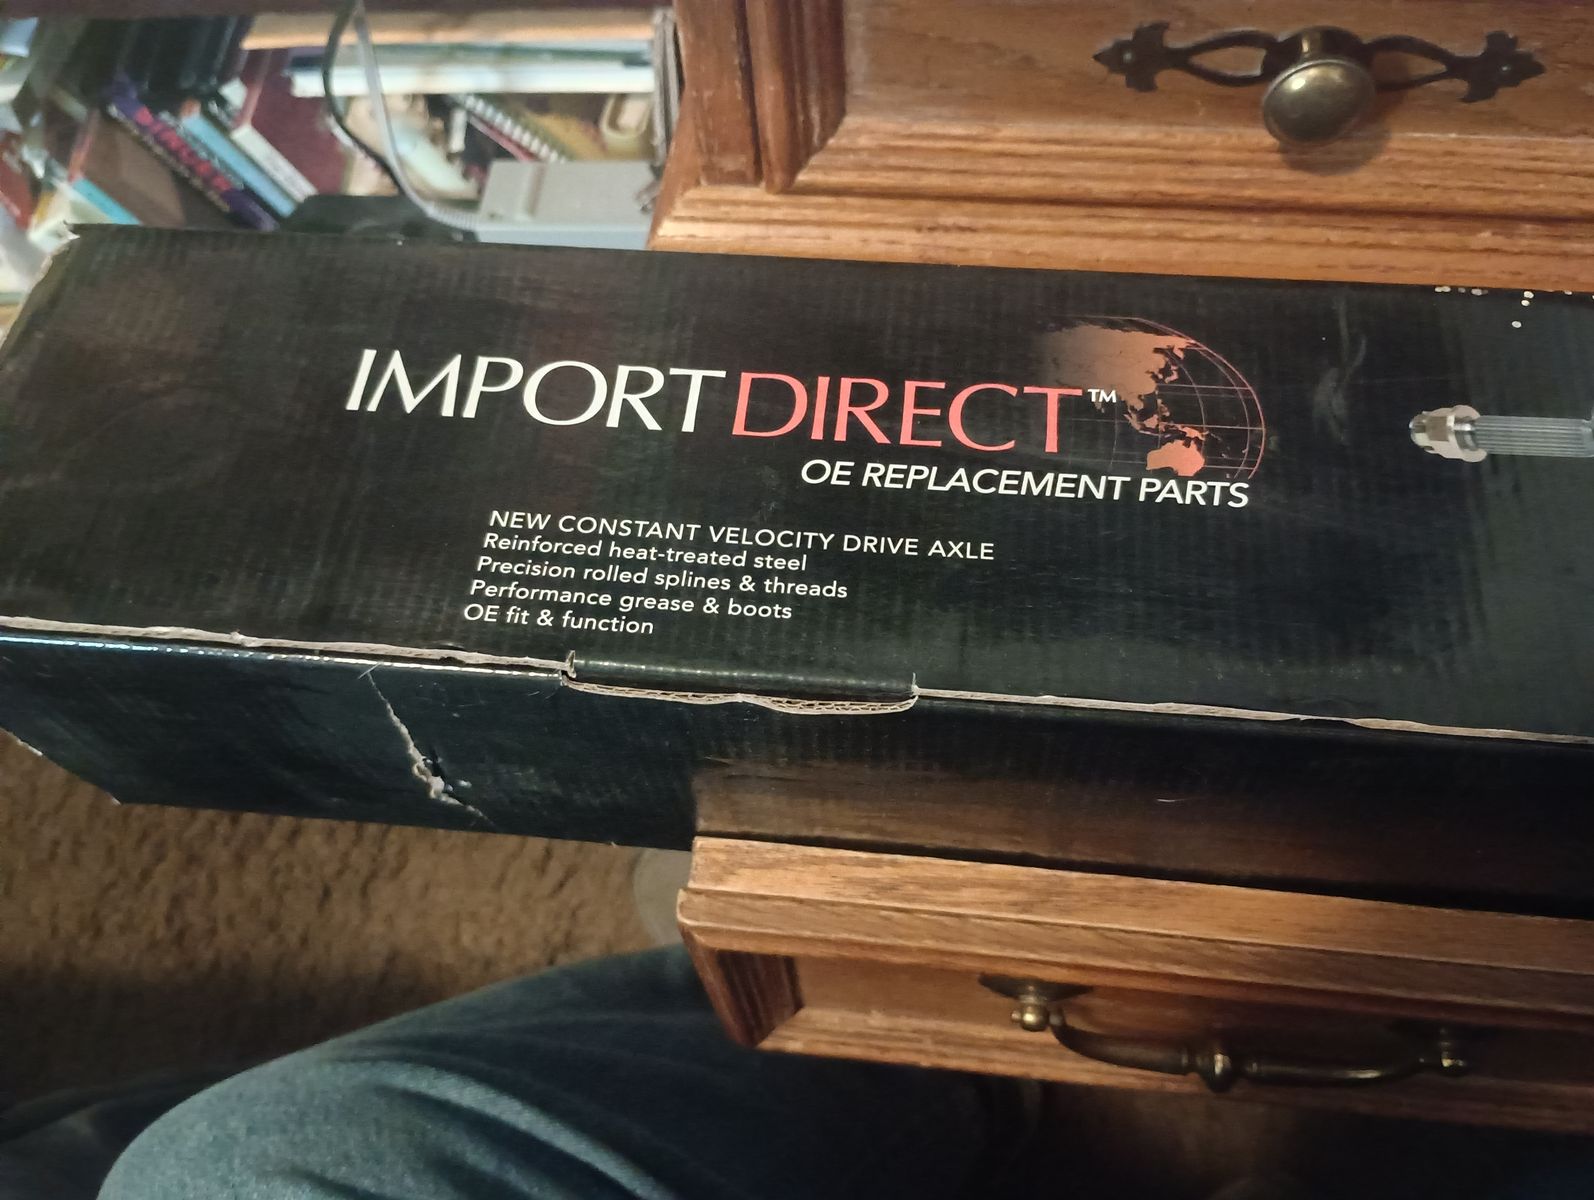 IMPORT DIRECT™
OE REPLACEMENT PARTS
NEW CONSTANT VELOCITY DRIVE AXLE
Reinforced heat-treated steel
Precision rolled splines & threads
Performance grease & boots
OE fit & function